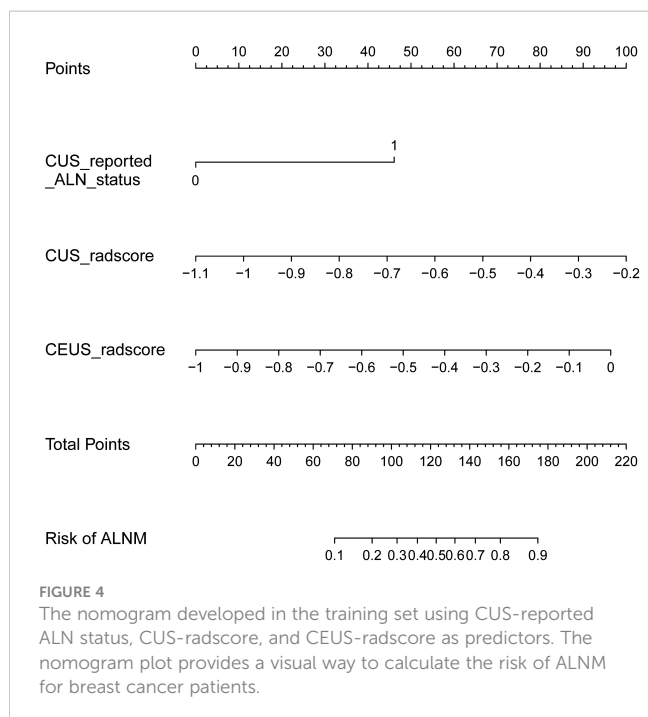 0 10 20 30 40 50 60 70 80 90 100
Points
1
CUS_reported
_ALN_status
0
CUS_radscore
−1.1 −1 −0.9 −0.8 −0.7 −0.6 −0.5 −0.4 −0.3 −0.2
CEUS_radscore
−1 −0.9 −0.8 −0.7 −0.6 −0.5 −0.4 −0.3 −0.2 −0.1 0
Total Points
0 20 40 60 80 100 120 140 160 180 200 220
Risk of ALNM
0.1 0.2 0.3 0.4 0.5 0.6 0.7 0.8 0.9
FIGURE 4
The nomogram developed in the training set using CUS-reported
ALN status, CUS-radscore, and CEUS-radscore as predictors. The
nomogram plot provides a visual way to calculate the risk of ALNM
for breast cancer patients.